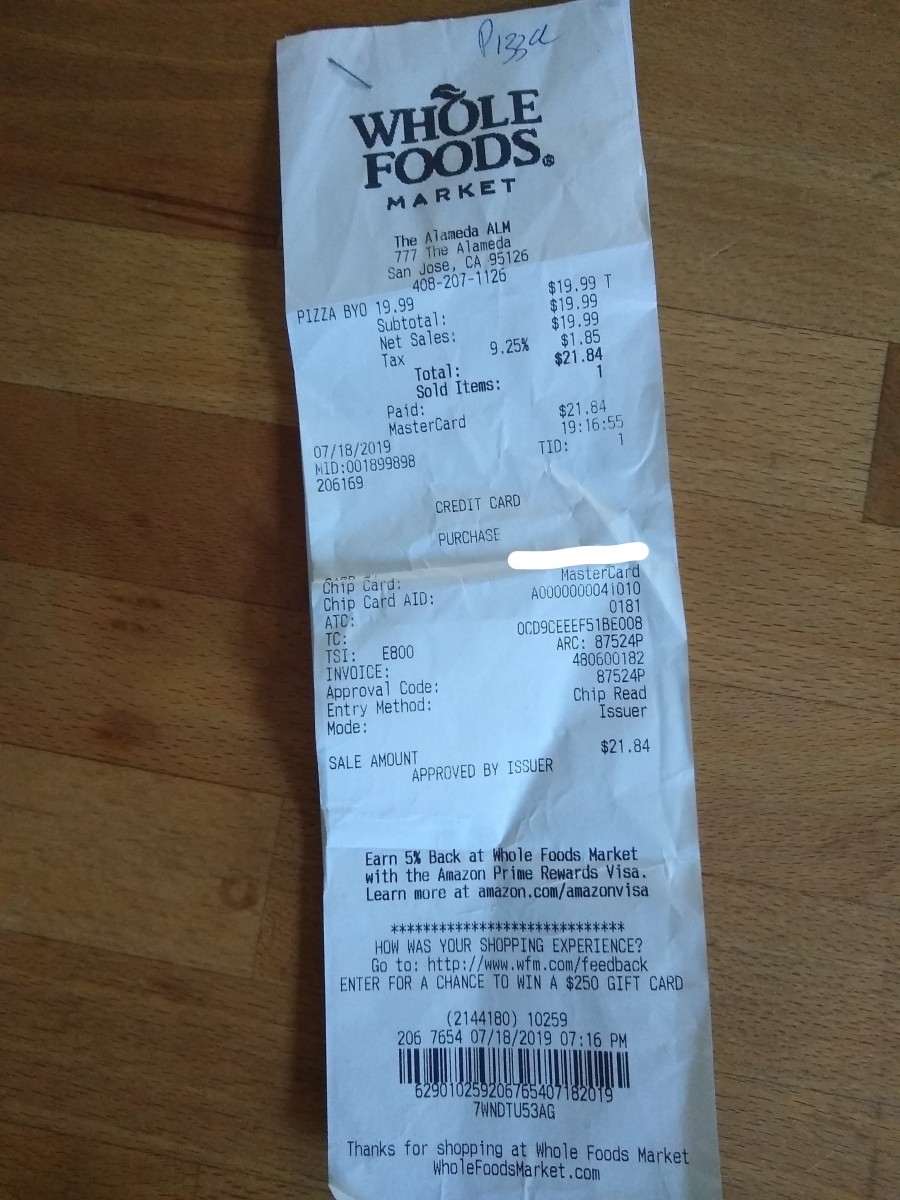 Pizza
WHOLE
FOODS®
MARKET
The Alameda ALM
777 The Alameda
San Jose, CA 95126
408-207-1126
PIZZA BYO 19.99 $19.99 T
Subtotal: $19.99
Net Sales: $19.99
Tax 9.25% $1.85
Total: $21.84
Sold Items: 1
Paid:
MasterCard $21.84
07/18/2019 19:16:55
MID:001899898 TID: 1
206169
CREDIT CARD
PURCHASE
Chip Card: MasterCard
Chip Card AID: A0000000041010
ATC: 0181
TC: 0CD9CEEEF51BE008
TSI: E800 ARC: 87524P
INVOICE: 480600182
Approval Code: 87524P
Entry Method: Chip Read
Mode: Issuer
SALE AMOUNT $21.84
APPROVED BY ISSUER
Earn 5% Back at Whole Foods Market
with the Amazon Prime Rewards Visa.
Learn more at amazon.com/amazonvisa
******************************
HOW WAS YOUR SHOPPING EXPERIENCE?
Go to: http://www.wfm.com/feedback
ENTER FOR A CHANCE TO WIN A $250 GIFT CARD
(2144180) 10259
206 7654 07/18/2019 07:16 PM
62901025920676540718​2019
7WNDTU53AG
Thanks for shopping at Whole Foods Market
WholeFoodsMarket.com